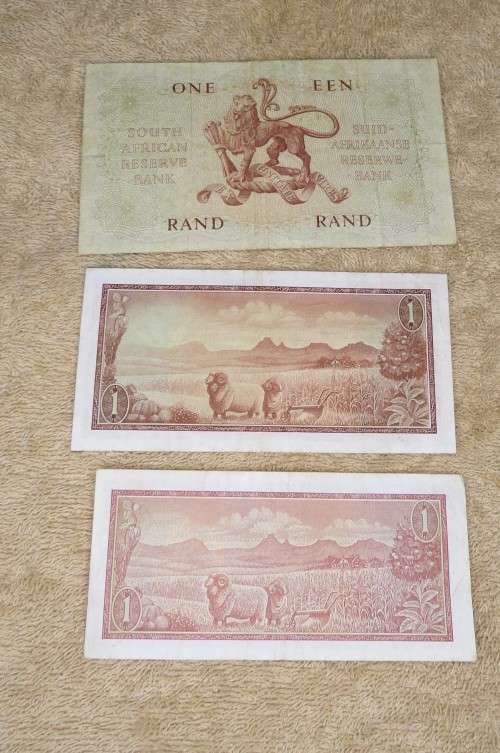 ONE EEN
SOUTH
AFRICAN
RESERVE
BANK
SUID-
AFRIKAANSE
RESERWE-
BANK
RAND RAND
1
1
1
1